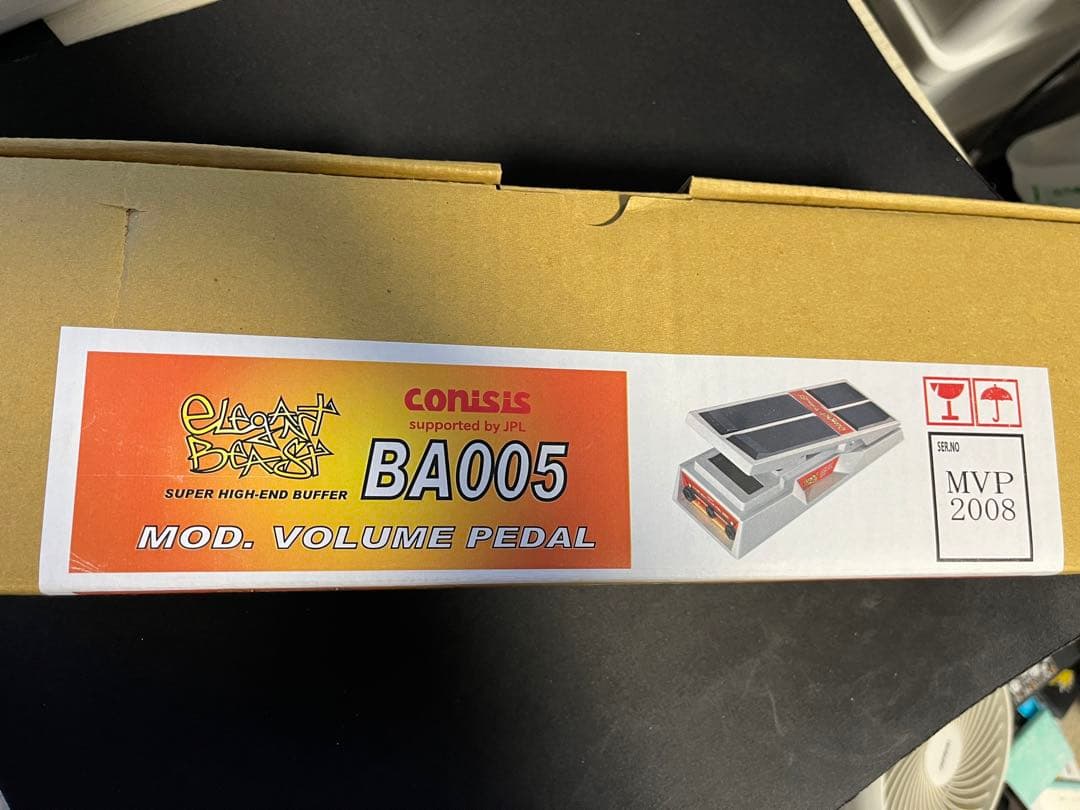 ELEGANT
BEAST
SUPER HIGH-END BUFFER
conisis
supported by JPL
BA005
MOD. VOLUME PEDAL
SER.NO
MVP
2008